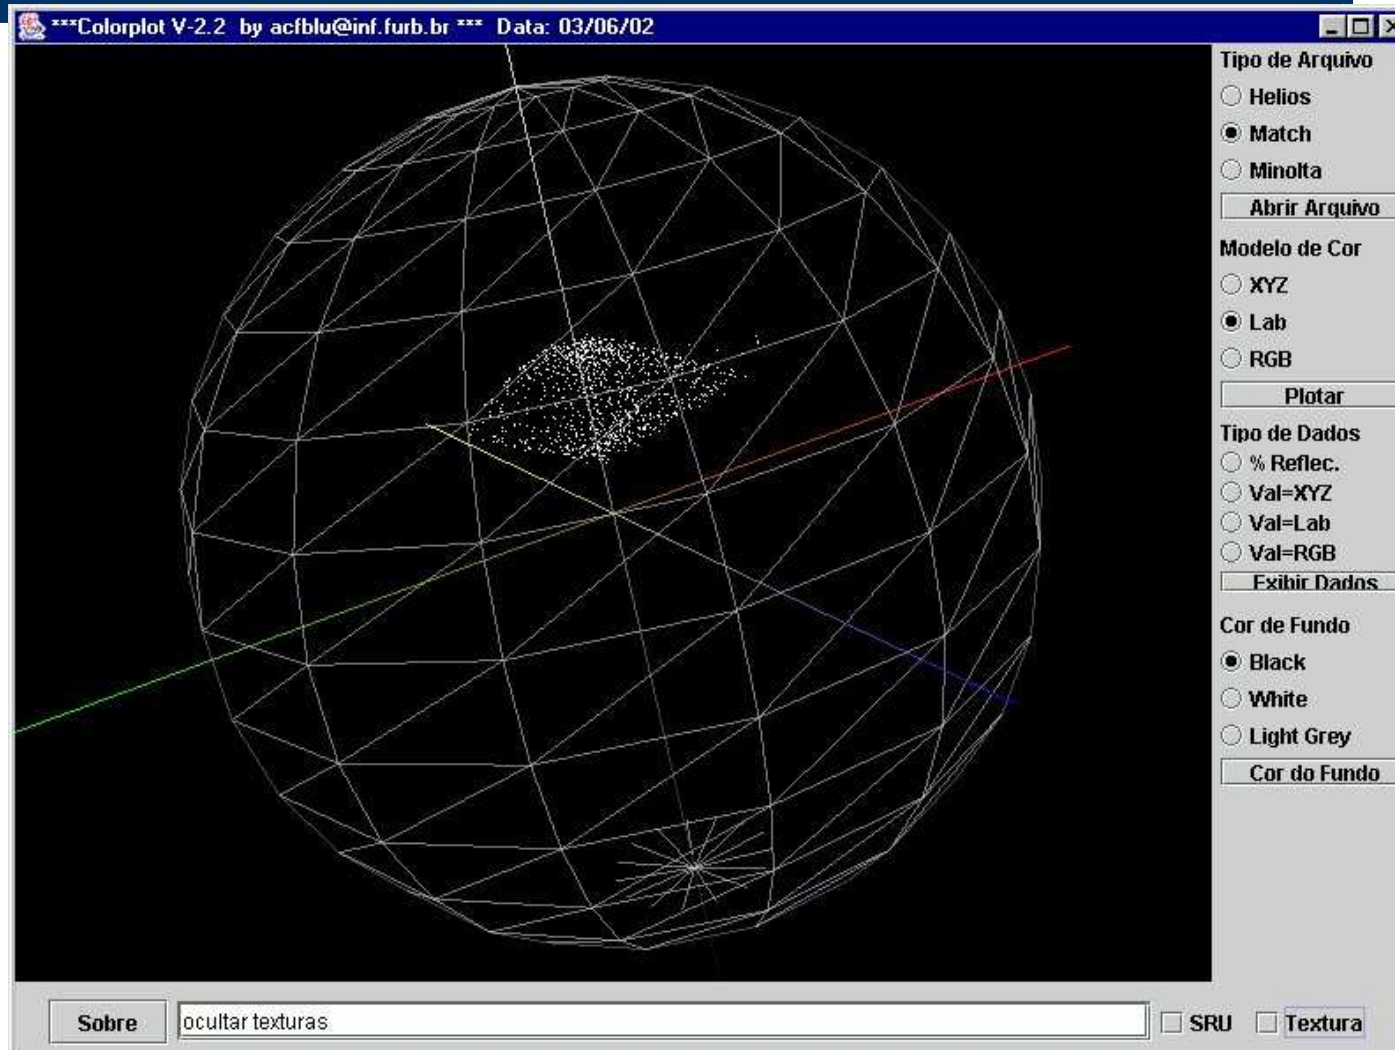 ***Colorplot V-2.2 by acfblu@inf.furb.br *** Data: 03/06/02
Tipo de Arquivo
Helios
Match
Minolta
Abrir Arquivo
Modelo de Cor
XYZ
Lab
RGB
Plotar
Tipo de Dados
% Reflec.
Val=XYZ
Val=Lab
Val=RGB
Exibir Dados
Cor de Fundo
Black
White
Light Grey
Cor do Fundo
Sobre
ocultar texturas
SRU
Textura